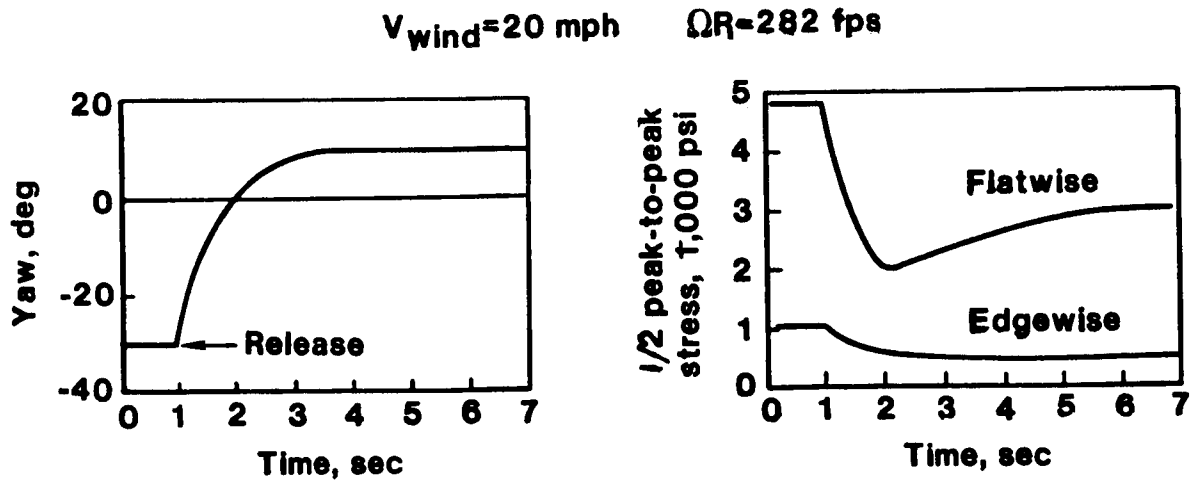 Vwind=20 mph ΩR=282 fps
20
0
-20
-40
Yaw, deg
Release
0 1 2 3 4 5 6 7
Time, sec
5
4
3
2
1
0
1/2 peak-to-peak
stress, 1,000 psi
Flatwise
Edgewise
0 1 2 3 4 5 6 7
Time, sec